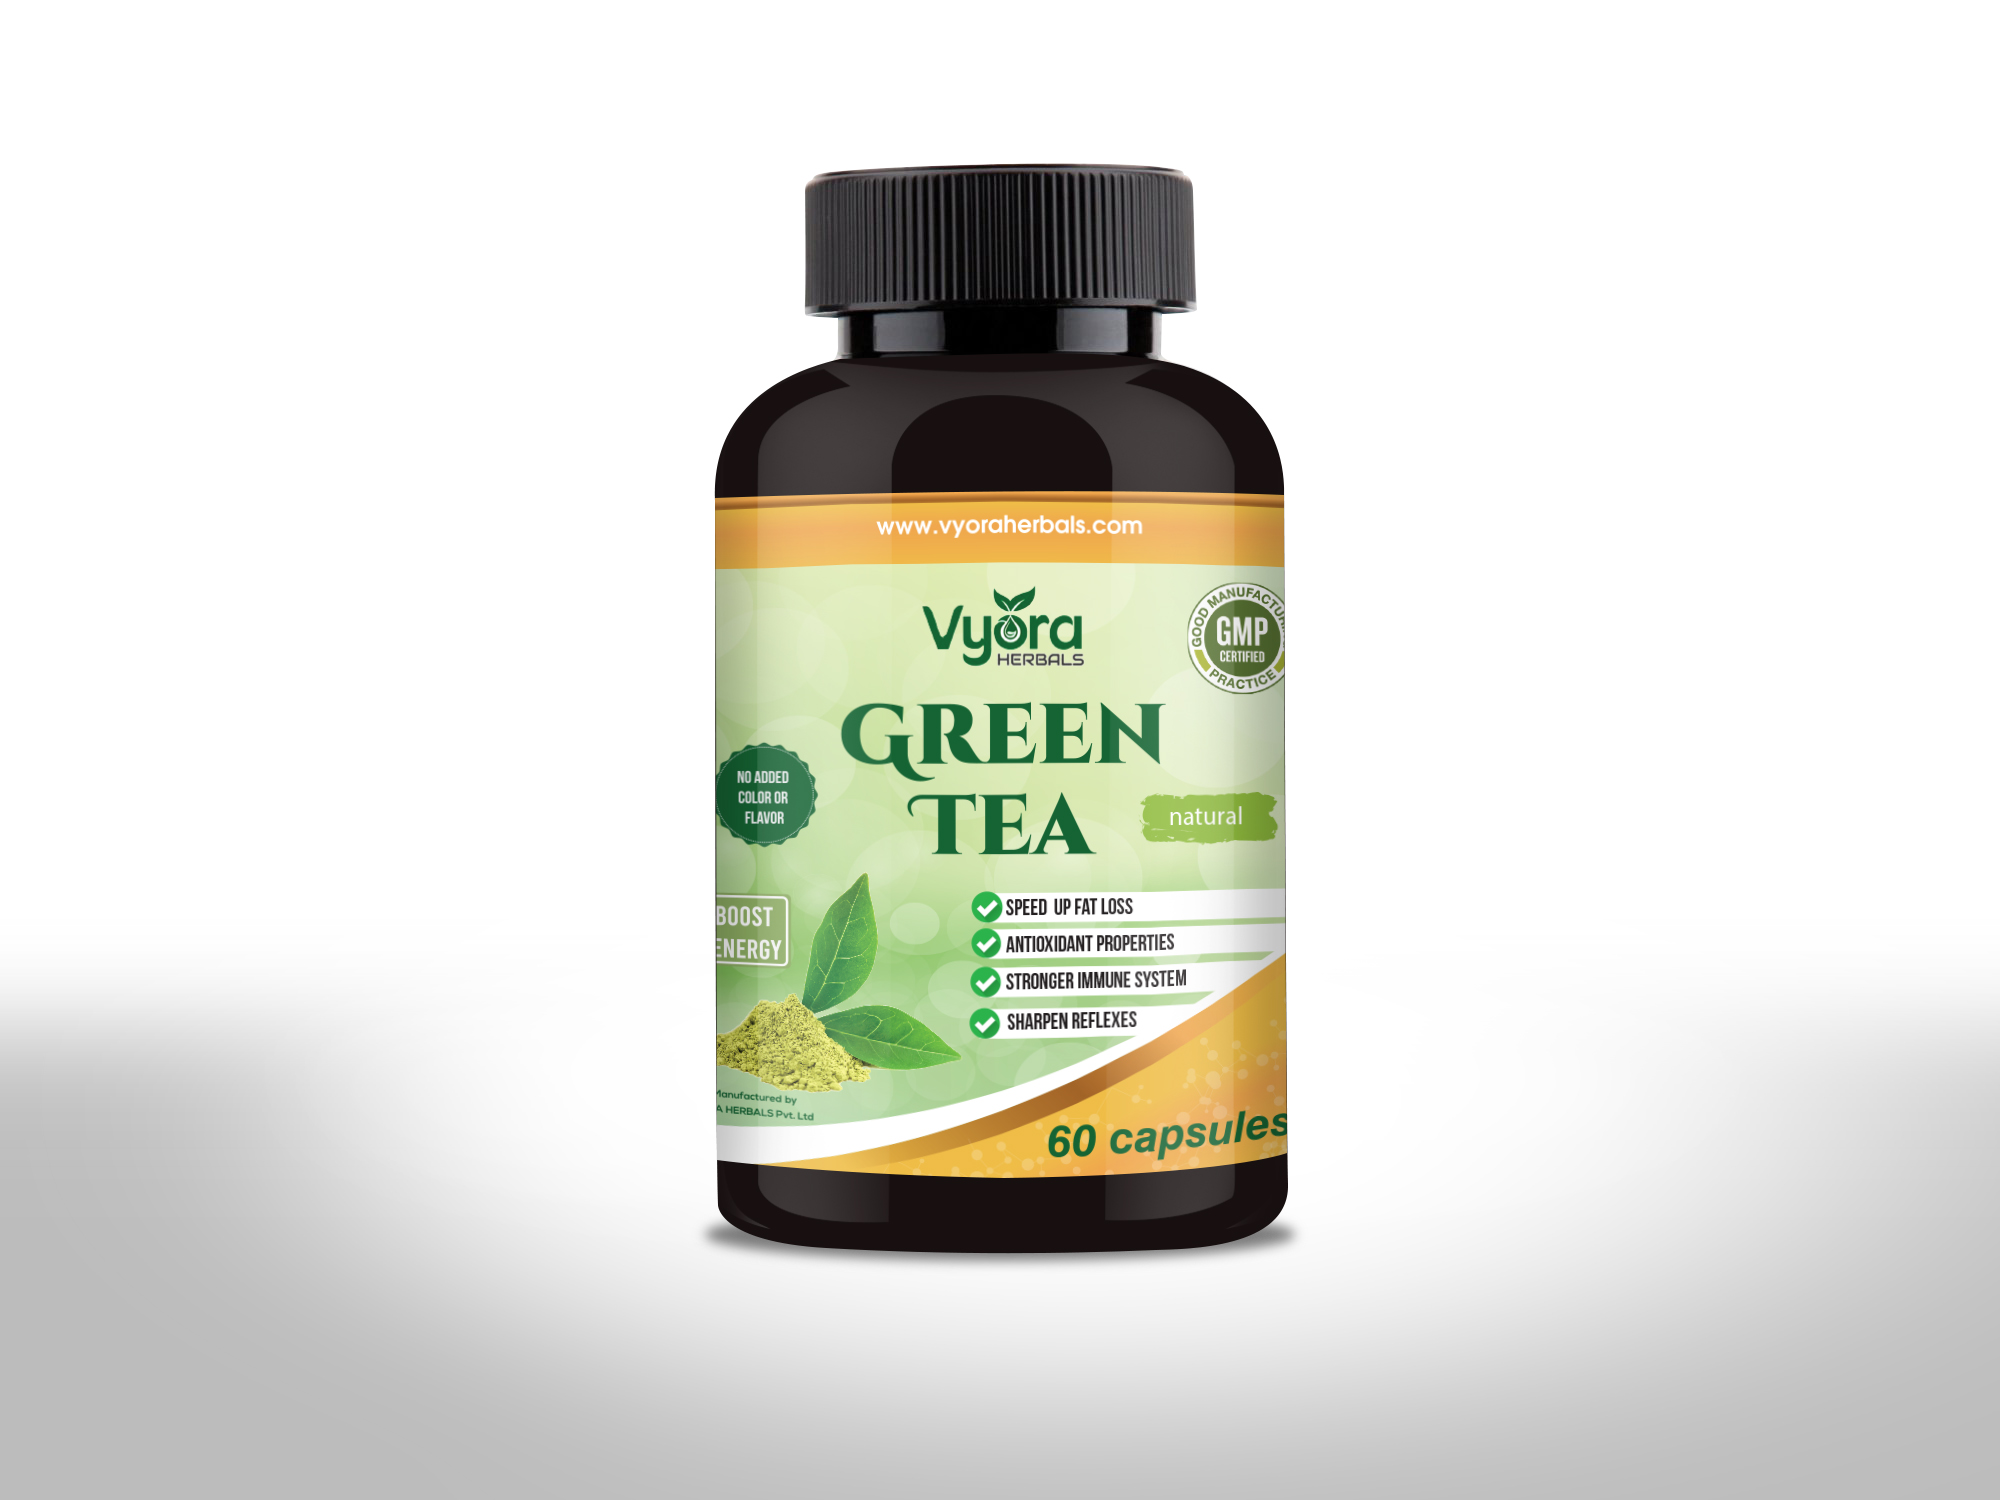 www.vyoraherbals.com
Vyora
HERBALS
GOOD MANUFACTURI
GMP
CERTIFIED
PRACTICE
GREEN
TEA
NO ADDED
COLOR OR
FLAVOR
natural
BOOST
ENERGY
SPEED UP FAT LOSS
ANTIOXIDANT PROPERTIES
STRONGER IMMUNE SYSTEM
SHARPEN REFLEXES
Manufactured by
A HERBALS Pvt. Ltd
60 capsules